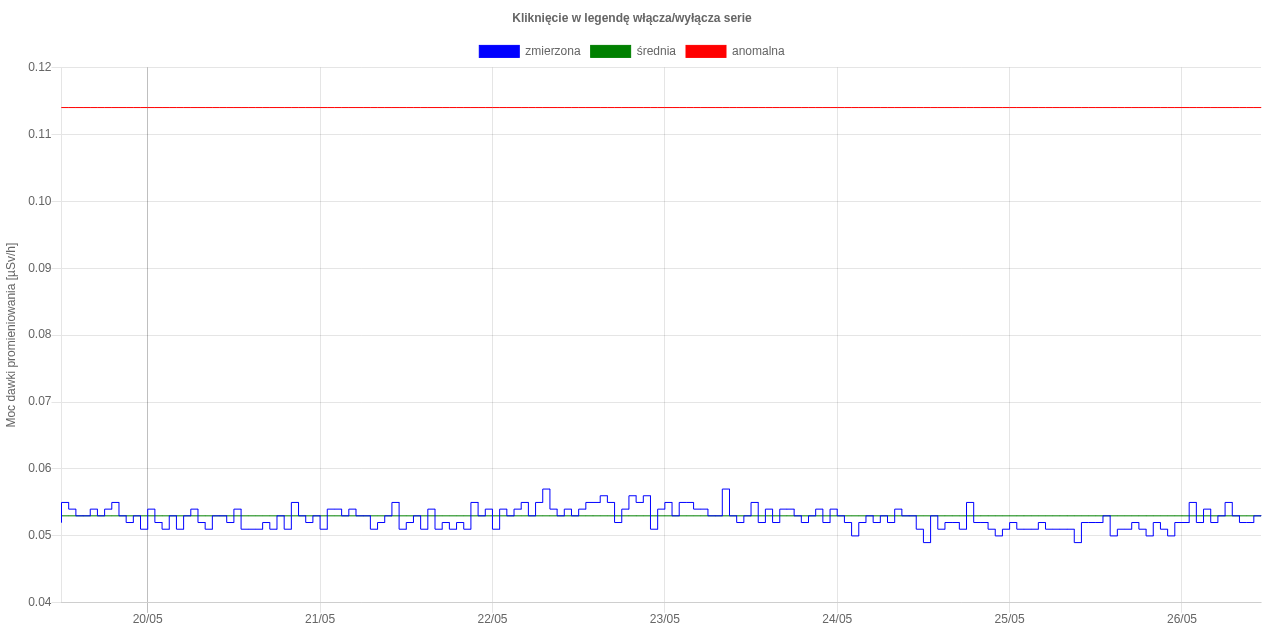 Kliknięcie w legendę włącza/wyłącza serie
zmierzona średnia anomalna
Moc dawki promieniowania [µSv/h]
0.12
0.11
0.10
0.09
0.08
0.07
0.06
0.05
0.04
20/05 21/05 22/05 23/05 24/05 25/05 26/05